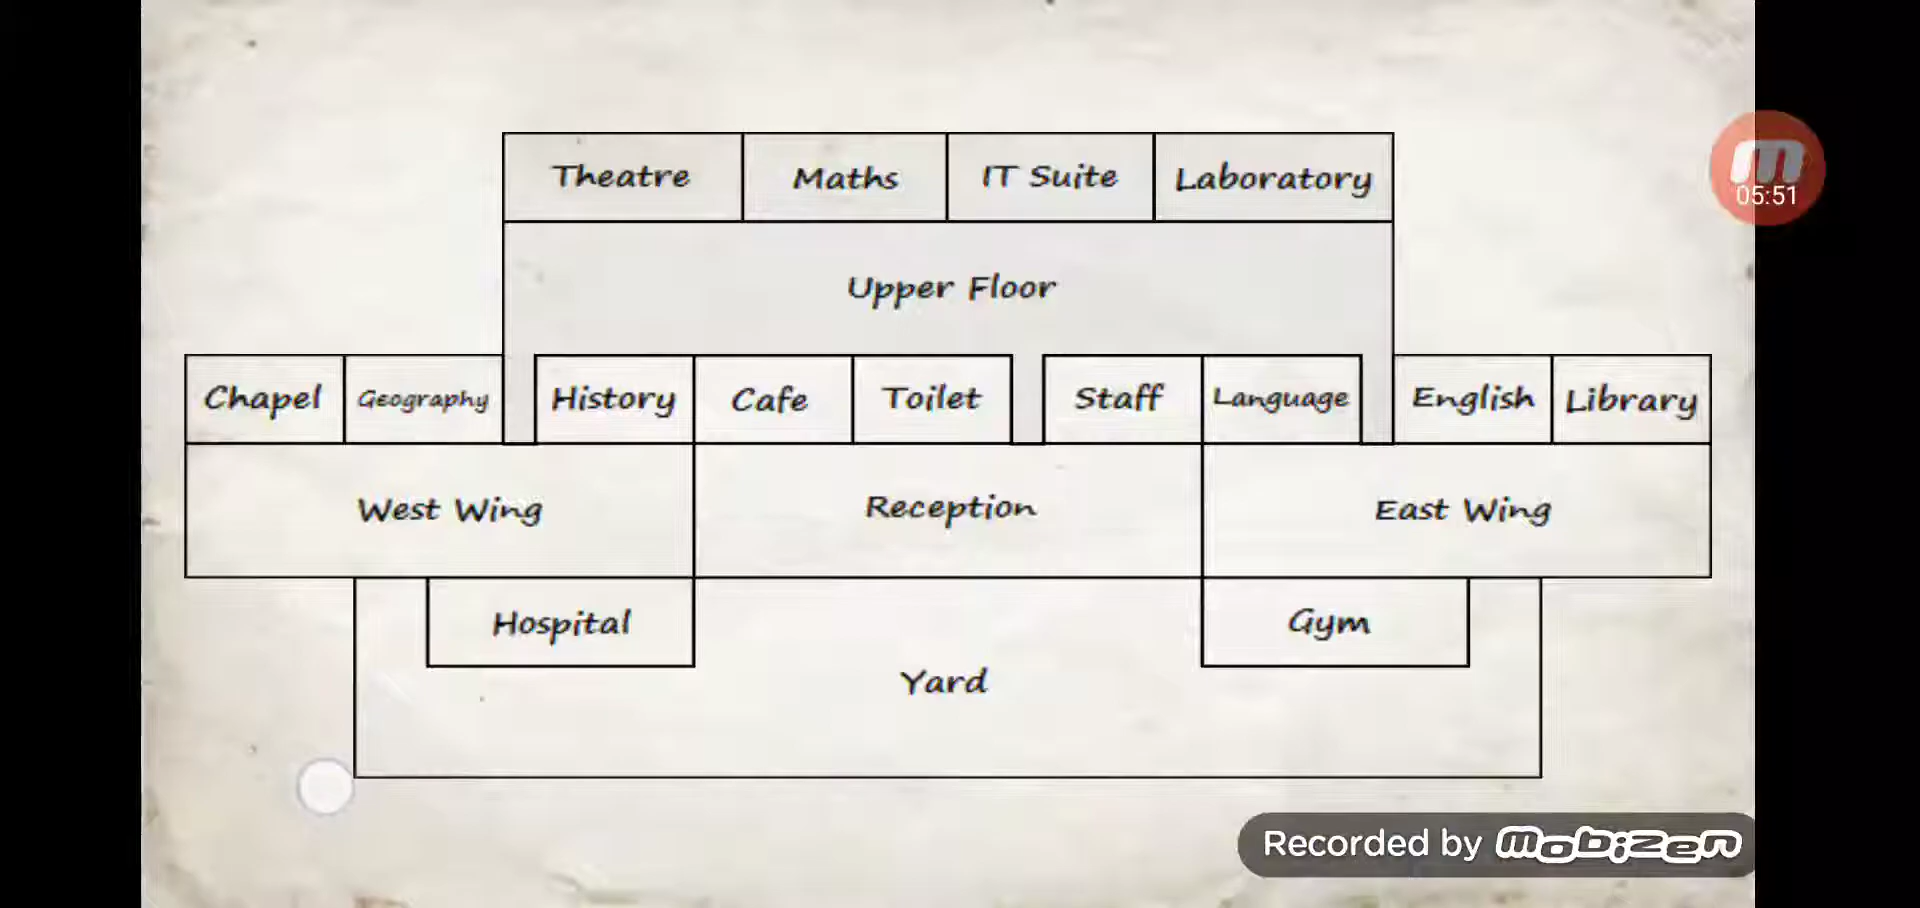 Theatre Maths IT Suite Laboratory
05:51
Upper Floor
Chapel Geography History Cafe Toilet Staff Language English Library
West Wing Reception East Wing
Hospital Gym
Yard
Recorded by mobizen